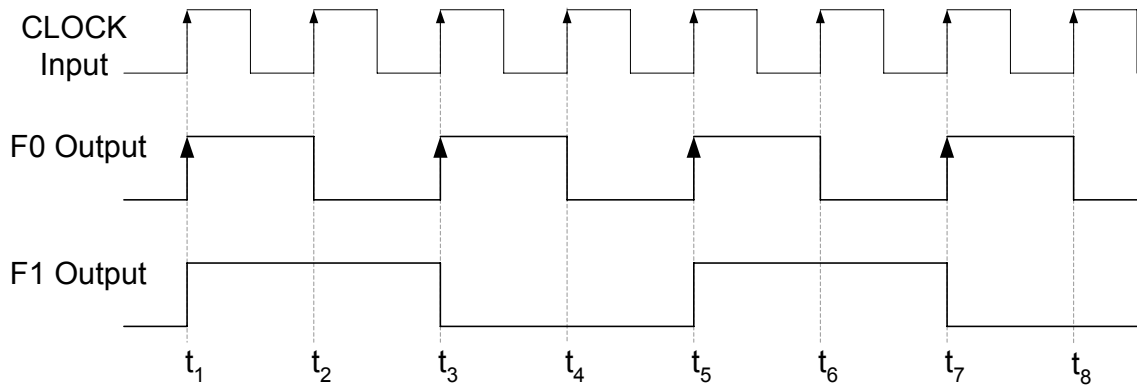 CLOCK
Input
F0 Output
F1 Output
t₁ t₂ t₃ t₄ t₅ t₆ t₇ t₈